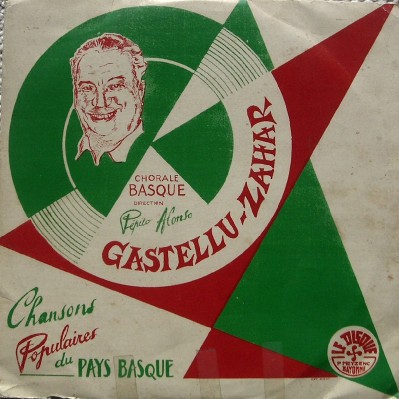 CHORALE
BASQUE
DIRECTION
Pepito Alonso
GASTELLU-ZAHAR
Chansons
Populaires
du PAYS BASQUE
LE DISQUE
BAYONNE